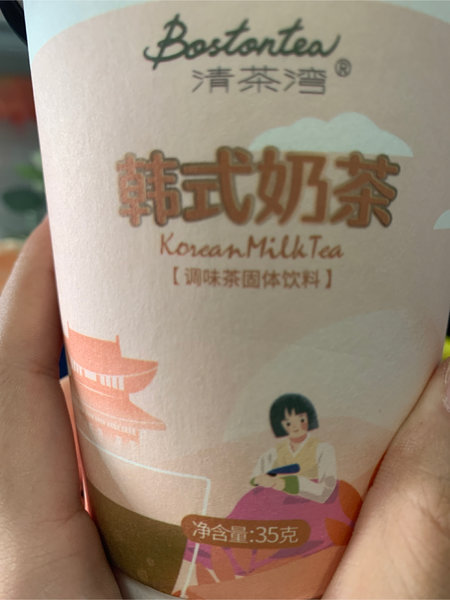 Bostontea
清茶湾®
韩式奶茶
KoreanMilkTea
【调味茶固体饮料】
净含量:35克